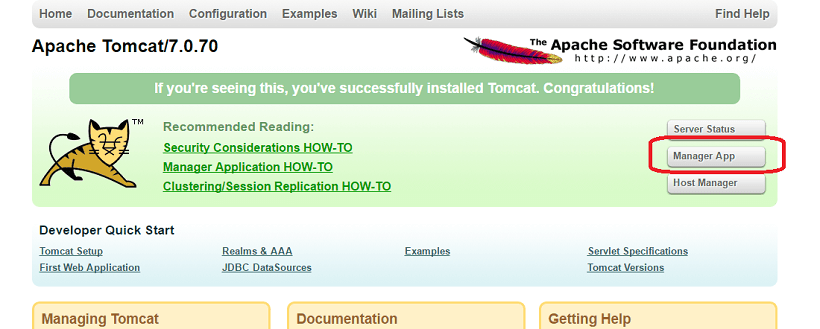 Home Documentation Configuration Examples Wiki Mailing Lists Find Help
Apache Tomcat/7.0.70
The Apache Software Foundation
http://www.apache.org/
If you're seeing this, you've successfully installed Tomcat. Congratulations!
TM
Recommended Reading:
Security Considerations HOW-TO
Manager Application HOW-TO
Clustering/Session Replication HOW-TO
Server Status
Manager App
Host Manager
Developer Quick Start
Tomcat Setup Realms & AAA Examples Servlet Specifications
First Web Application JDBC DataSources Tomcat Versions
Managing Tomcat Documentation Getting Help